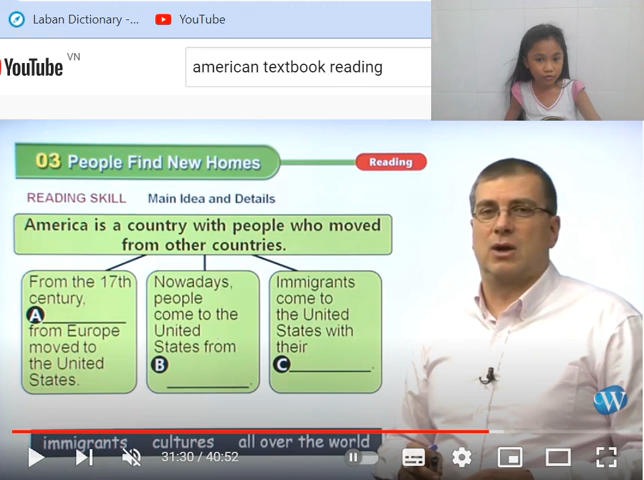 Laban Dictionary -... YouTube
YouTube VN american textbook reading
03 People Find New Homes Reading
READING SKILL Main Idea and Details
America is a country with people who moved
from other countries.
From the 17th
century,
A ____________
from Europe
moved to
the United
States.
Nowadays,
people
come to the
United
States from
B
____________.
Immigrants
come to
the United
States with
their
C ____________.
W
immigrants cultures all over the world
31:30 / 40:52